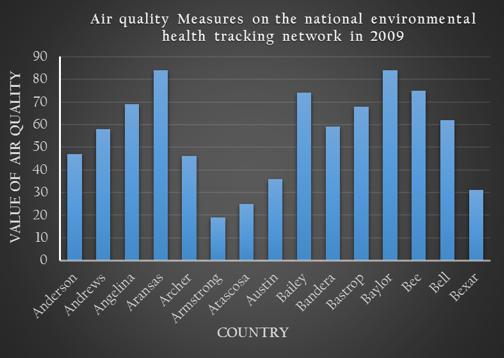 Air quality Measures on the national environmental
health tracking network in 2009
VALUE OF AIR QUALITY
90
80
70
60
50
40
30
20
10
0
Anderson
Andrews
Angelina
Aransas
Archer
Armstrong
Atascosa
Austin
Bailey
Bandera
Bastrop
Baylor
Bee
Bell
Bexar
COUNTRY